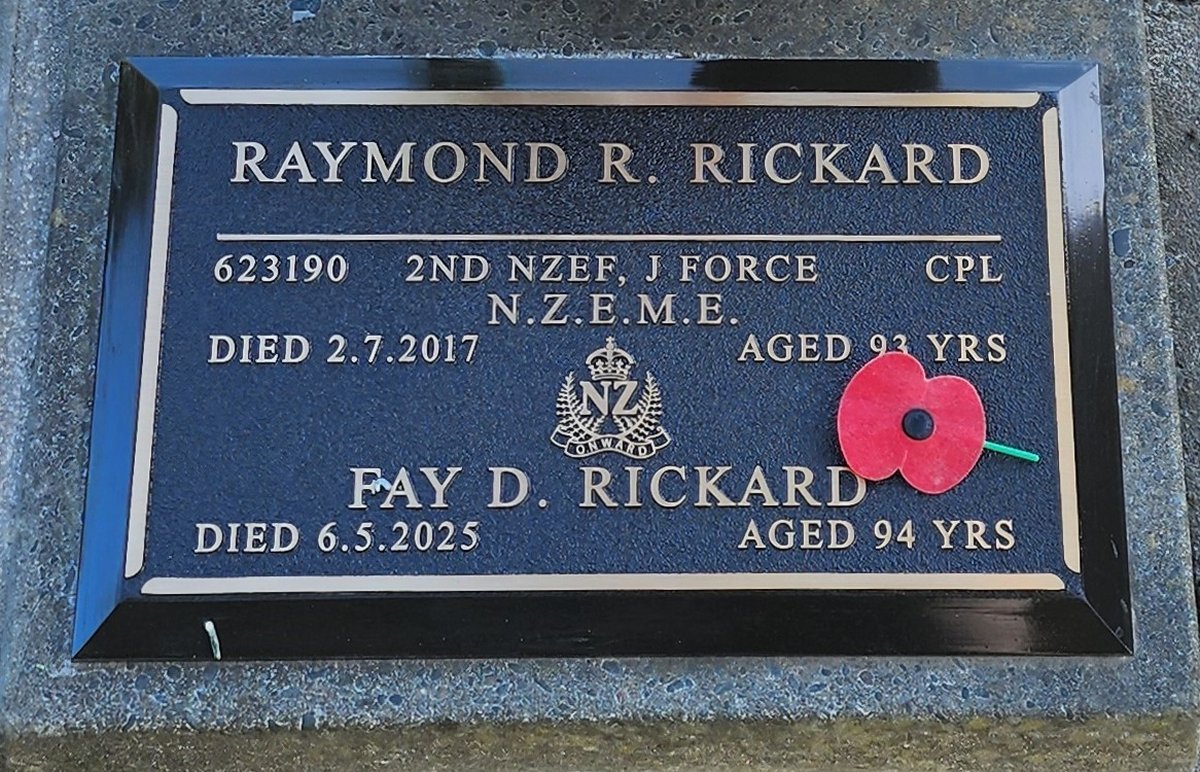 RAYMOND R. RICKARD
623190 2ND NZEF, J FORCE CPL
N.Z.E.M.E.
DIED 2.7.2017 AGED 93 YRS
NZ
ONWARD
FAY D. RICKARD
DIED 6.5.2025 AGED 94 YRS